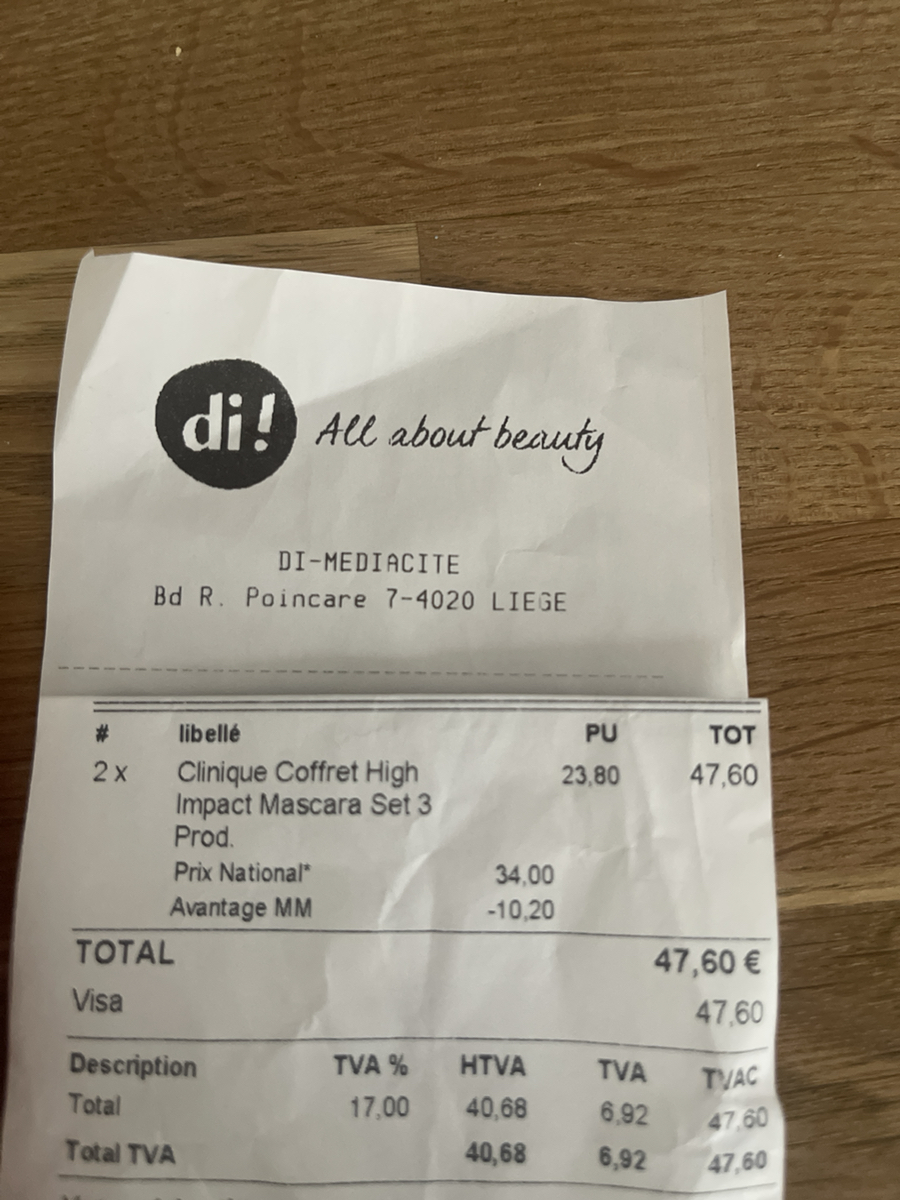 di! All about beauty
DI-MEDIACITE
Bd R. Poincare 7-4020 LIEGE
# libellé PU TOT
2 x Clinique Coffret High 23,80 47,60
Impact Mascara Set 3
Prod.
Prix National* 34,00
Avantage MM -10,20
TOTAL 47,60 €
Visa 47,60
Description TVA % HTVA TVA TVAC
Total 17,00 40,68 6,92 47,60
Total TVA 40,68 6,92 47,60